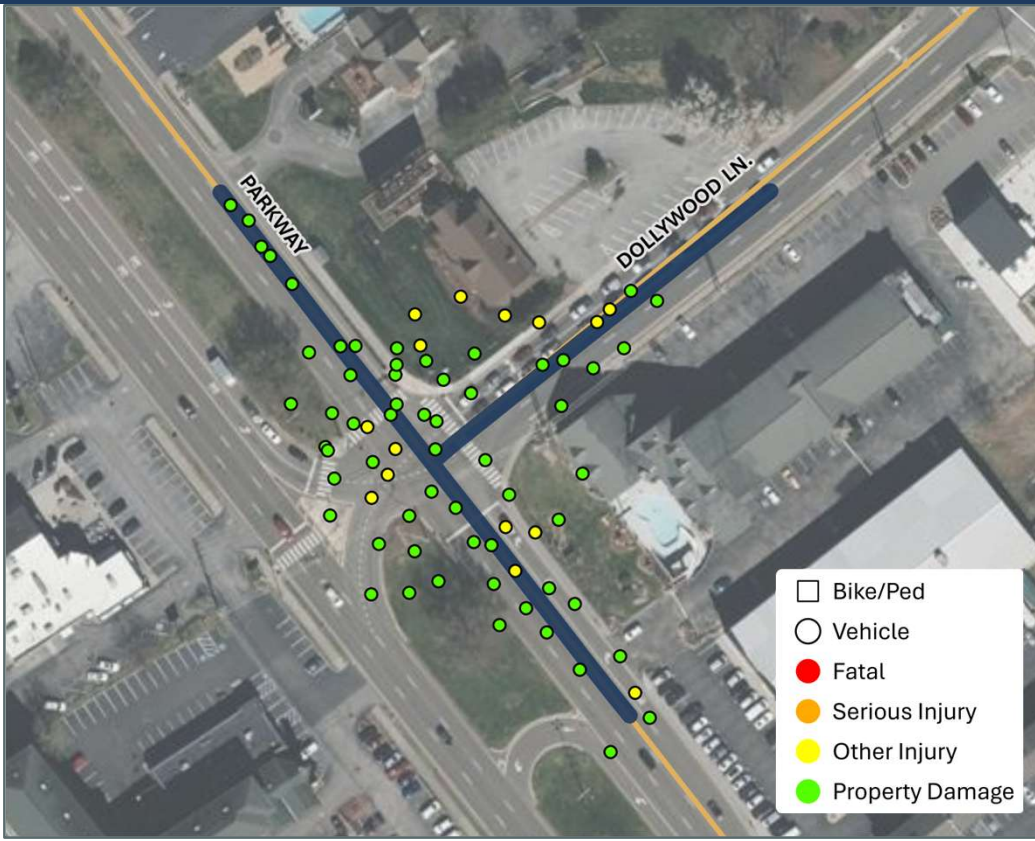 PARKWAY
DOLLYWOOD LN.
Bike/Ped
Vehicle
Fatal
Serious Injury
Other Injury
Property Damage